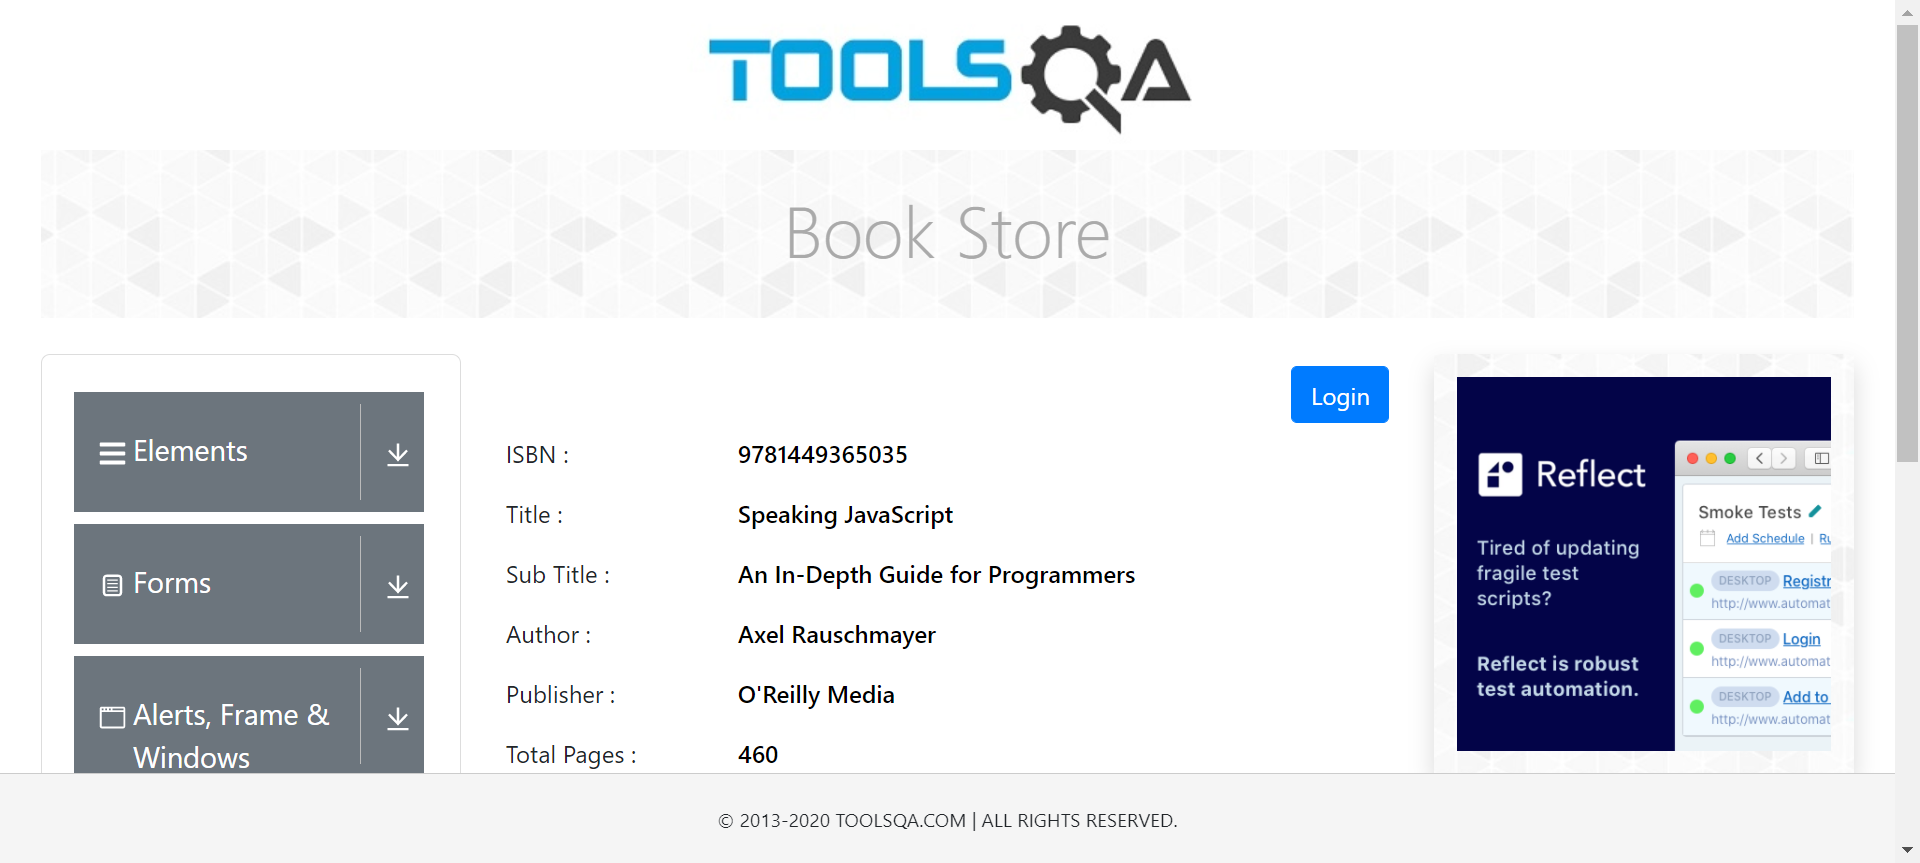 TOOLSQA
Book Store
Login
Elements
Forms
Alerts, Frame &
Windows
ISBN :
9781449365035
Title :
Speaking JavaScript
Sub Title :
An In-Depth Guide for Programmers
Author :
Axel Rauschmayer
Publisher :
O'Reilly Media
Total Pages :
460
Reflect
Tired of updating
fragile test
scripts?
Reflect is robust
test automation.
Smoke Tests
Add Schedule | Ru
DESKTOP Registr
http://www.automat
DESKTOP Login
http://www.automat
DESKTOP Add to
http://www.automat
© 2013-2020 TOOLSQA.COM | ALL RIGHTS RESERVED.